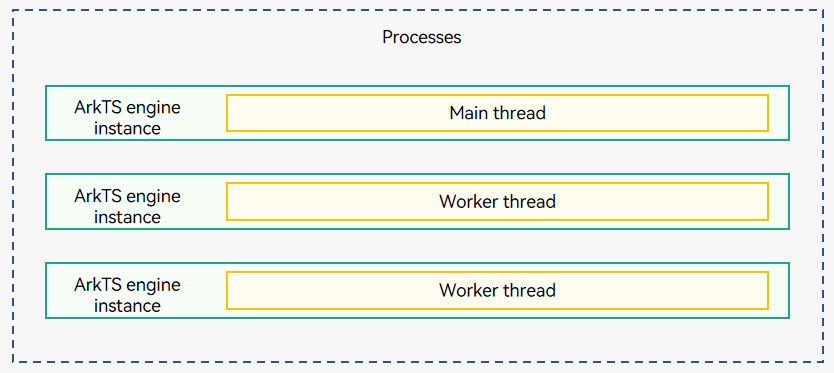 Processes
ArkTS engine
instance
Main thread
ArkTS engine
instance
Worker thread
ArkTS engine
instance
Worker thread